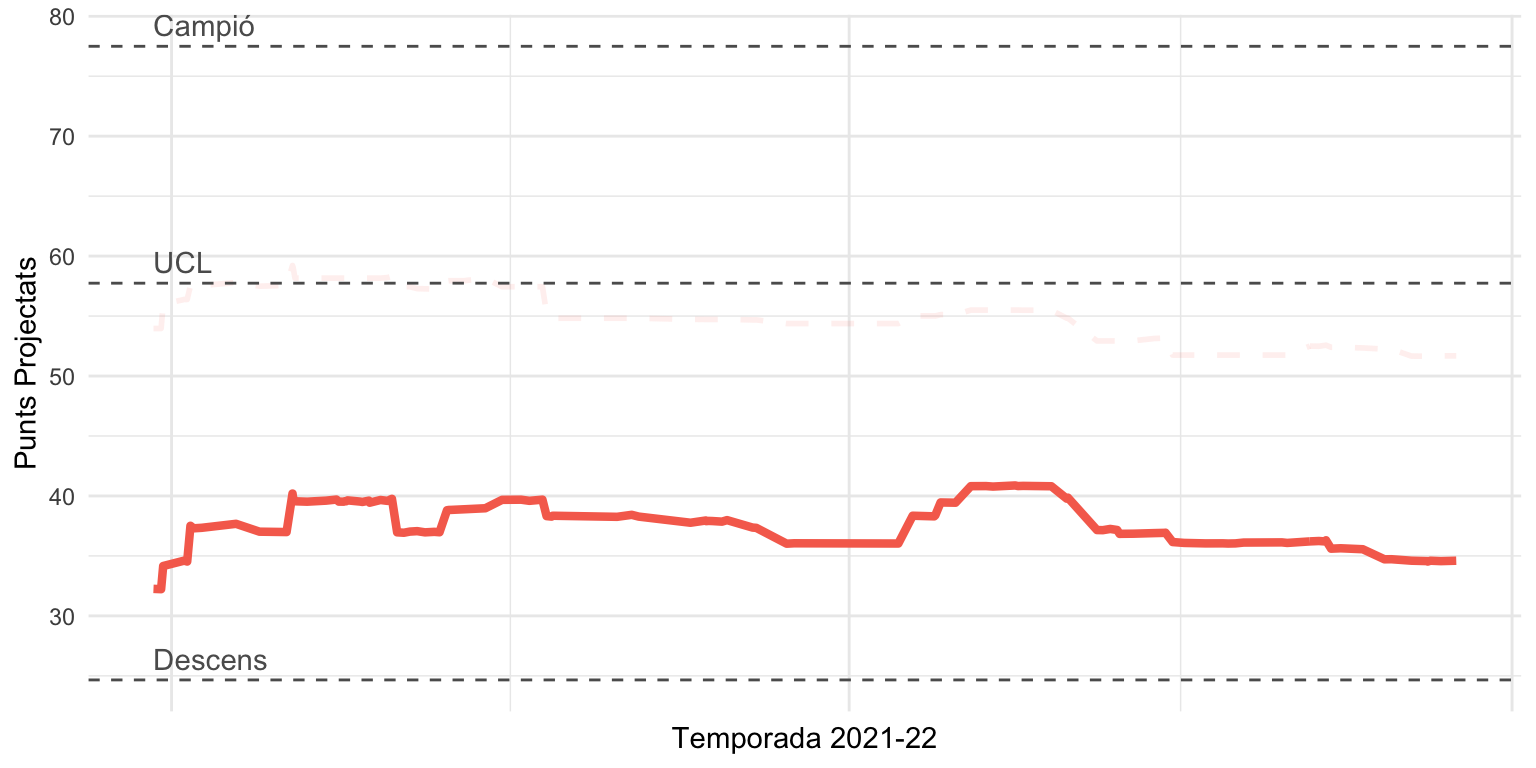 80
Campió
70
60
UCL
50
40
30
Descens
Punts Projectats
Temporada 2021-22